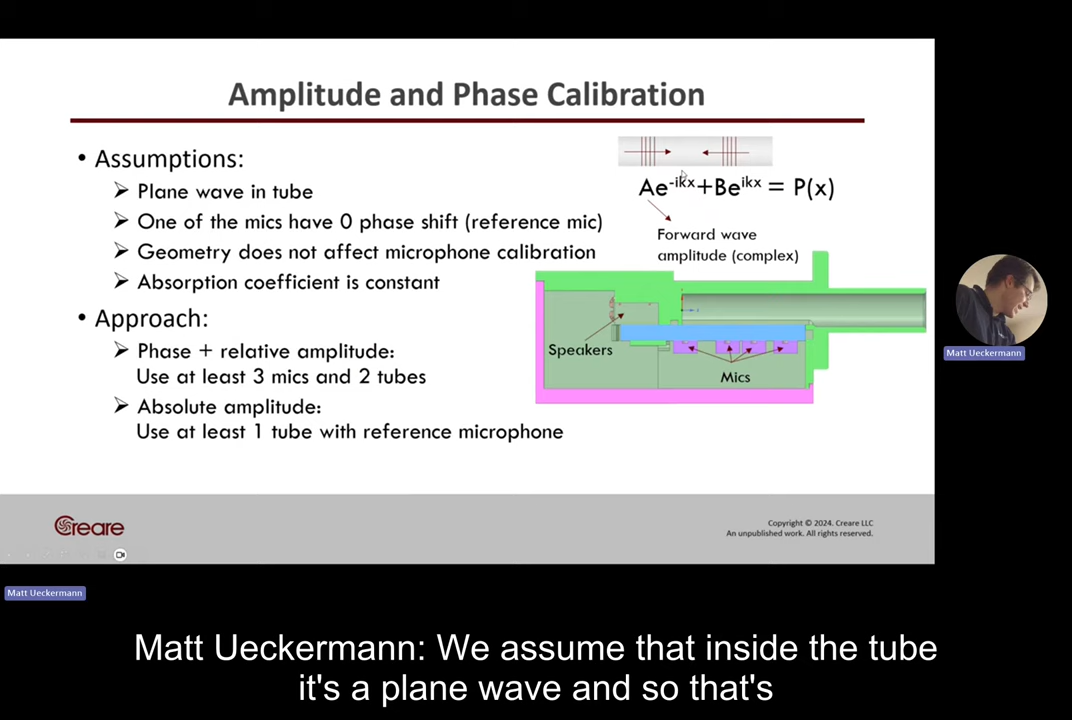 Amplitude and Phase Calibration
• Assumptions:
➢ Plane wave in tube
➢ One of the mics have 0 phase shift (reference mic)
➢ Geometry does not affect microphone calibration
➢ Absorption coefficient is constant
• Approach:
➢ Phase + relative amplitude:
Use at least 3 mics and 2 tubes
➢ Absolute amplitude:
Use at least 1 tube with reference microphone
Ae⁻ⁱᵏˣ+Beⁱᵏˣ = P(x)
Forward wave
amplitude (complex)
Speakers
Mics
Creare
Copyright © 2024. Creare LLC
An unpublished work. All rights reserved.
Matt Ueckermann
Matt Ueckermann
Matt Ueckermann: We assume that inside the tube
it's a plane wave and so that's